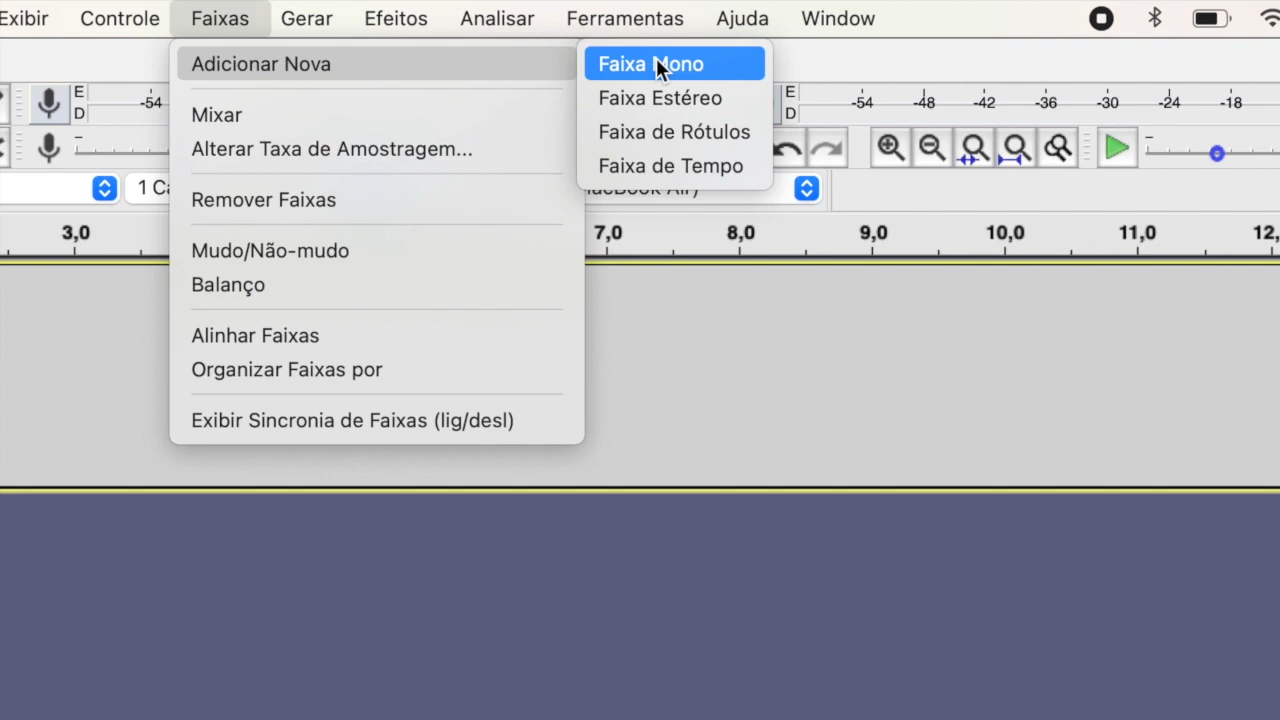 Exibir Controle Faixas Gerar Efeitos Analisar Ferramentas Ajuda Window
Adicionar Nova
Mixar
Alterar Taxa de Amostragem...
Remover Faixas
Mudo/Não-mudo
Balanço
Alinhar Faixas
Organizar Faixas por
Exibir Sincronia de Faixas (lig/desl)
Faixa Mono
Faixa Estéreo
Faixa de Rótulos
Faixa de Tempo
E
D
-54
E
D
-54 -48 -42 -36 -30 -24 -18
1 Ca
Air)
3,0 7,0 8,0 9,0 10,0 11,0 12,